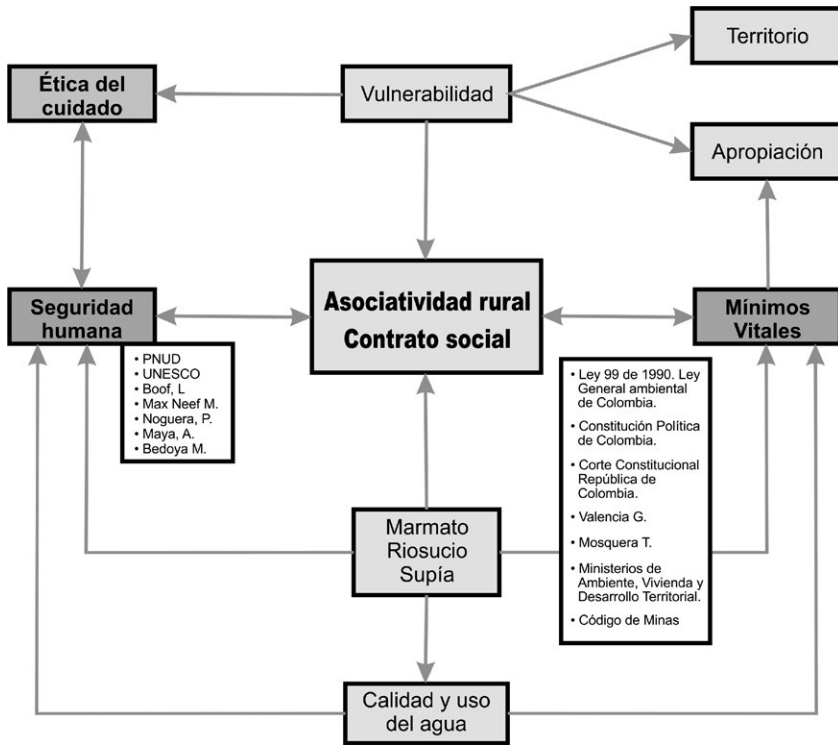 Territorio
Ética del
cuidado
Vulnerabilidad
Apropiación
Seguridad
humana
Asociatividad rural
Contrato social
Mínimos
Vitales
• PNUD
• UNESCO
• Boof, L
• Max Neef M.
• Noguera, P.
• Maya, A.
• Bedoya M.
• Ley 99 de 1990. Ley
General ambiental
de Colombia.
• Constitución Política
de Colombia.
• Corte Constitucional
República de
Colombia.
• Valencia G.
• Mosquera T.
• Ministerios de
Ambiente, Vivienda y
Desarrollo Territorial.
• Código de Minas
Marmato
Riosucio
Supía
Calidad y uso
del agua